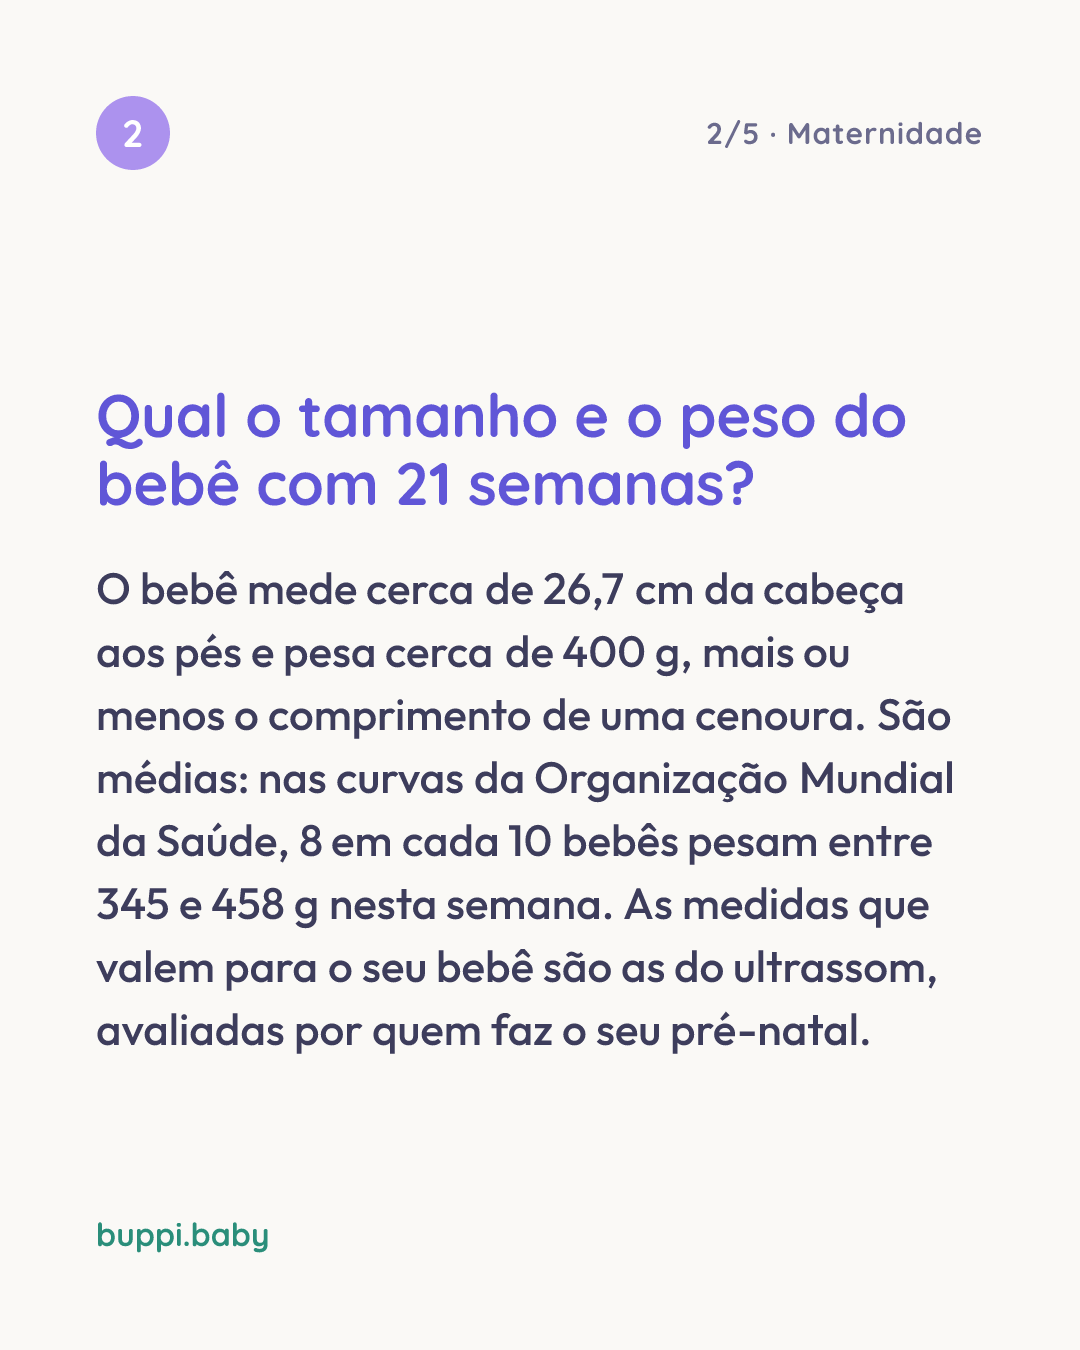 2
2/5 · Maternidade
Qual o tamanho e o peso do
bebê com 21 semanas?
O bebê mede cerca de 26,7 cm da cabeça
aos pés e pesa cerca de 400 g, mais ou
menos o comprimento de uma cenoura. São
médias: nas curvas da Organização Mundial
da Saúde, 8 em cada 10 bebês pesam entre
345 e 458 g nesta semana. As medidas que
valem para o seu bebê são as do ultrassom,
avaliadas por quem faz o seu pré-natal.
buppi.baby